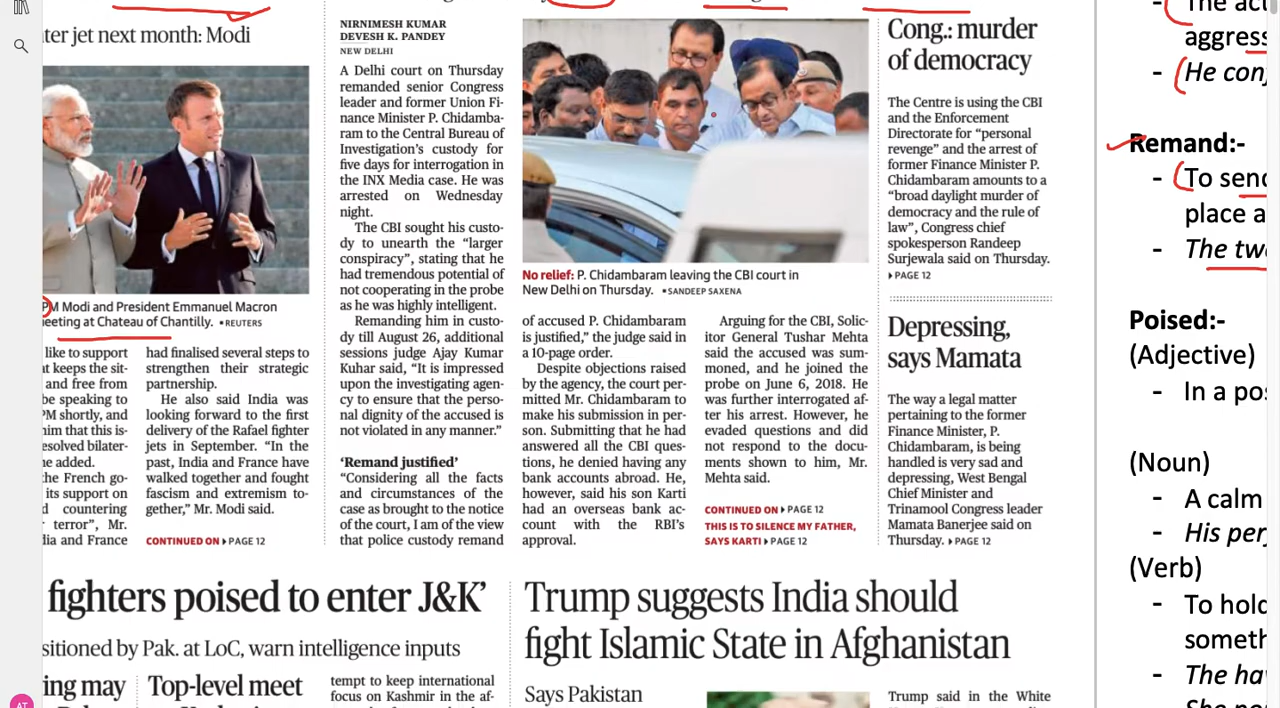 ter jet next month: Modi
PM Modi and President Emmanuel Macron
meeting at Chateau of Chantilly. • REUTERS
like to support
at keeps the sit-
and free from
be speaking to
PM shortly, and
him that this is-
esolved bilater-
he added.
the French go-
its support on
d countering
terror”, Mr.
dia and France
had finalised several steps to
strengthen their strategic
partnership.
He also said India was
looking forward to the first
delivery of the Rafael fighter
jets in September. “In the
past, India and France have
walked together and fought
fascism and extremism to-
gether,” Mr. Modi said.
CONTINUED ON ▸ PAGE 12
NIRNIMESH KUMAR
DEVESH K. PANDEY
NEW DELHI
A Delhi court on Thursday
remanded senior Congress
leader and former Union Fi-
nance Minister P. Chidamba-
ram to the Central Bureau of
Investigation’s custody for
five days for interrogation in
the INX Media case. He was
arrested on Wednesday
night.
The CBI sought his custo-
dy to unearth the “larger
conspiracy”, stating that he
had tremendous potential of
not cooperating in the probe
as he was highly intelligent.
Remanding him in custo-
dy till August 26, additional
sessions judge Ajay Kumar
Kuhar said, “It is impressed
upon the investigating agen-
cy to ensure that the perso-
nal dignity of the accused is
not violated in any manner.”
‘Remand justified’
“Considering all the facts
and circumstances of the
case as brought to the notice
of the court, I am of the view
that police custody remand
No relief: P. Chidambaram leaving the CBI court in
New Delhi on Thursday. • SANDEEP SAXENA
of accused P. Chidambaram
is justified,” the judge said in
a 10-page order.
Despite objections raised
by the agency, the court per-
mitted Mr. Chidambaram to
make his submission in per-
son. Submitting that he had
answered all the CBI ques-
tions, he denied having any
bank accounts abroad. He,
however, said his son Karti
had an overseas bank ac-
count with the RBI’s
approval.
Arguing for the CBI, Solic-
itor General Tushar Mehta
said the accused was sum-
moned, and he joined the
probe on June 6, 2018. He
was further interrogated af-
ter his arrest. However, he
evaded questions and did
not respond to the docu-
ments shown to him, Mr.
Mehta said.
CONTINUED ON ▸ PAGE 12
THIS IS TO SILENCE MY FATHER,
SAYS KARTI ▸ PAGE 12
Cong.: murder
of democracy
The Centre is using the CBI
and the Enforcement
Directorate for “personal
revenge” and the arrest of
former Finance Minister P.
Chidambaram amounts to a
“broad daylight murder of
democracy and the rule of
law”, Congress chief
spokesperson Randeep
Surjewala said on Thursday.
▸ PAGE 12
Depressing,
says Mamata
The way a legal matter
pertaining to the former
Finance Minister, P.
Chidambaram, is being
handled is very sad and
depressing, West Bengal
Chief Minister and
Trinamool Congress leader
Mamata Banerjee said on
Thursday. ▸ PAGE 12
fighters poised to enter J&K’
sitioned by Pak. at LoC, warn intelligence inputs
ing may
Top-level meet
tempt to keep international
focus on Kashmir in the af-
Trump suggests India should
fight Islamic State in Afghanistan
Says Pakistan
Trump said in the White
- The act
aggress
- He con
Remand:-
- To send
place a
- The tw
Poised:-
(Adjective)
- In a pos
(Noun)
- A calm
- His per
(Verb)
- To hold
someth
- The ha
AT